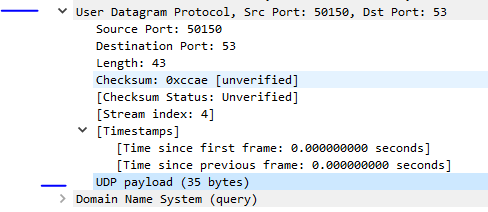 User Datagram Protocol, Src Port: 50150, Dst Port: 53
Source Port: 50150
Destination Port: 53
Length: 43
Checksum: 0xccae [unverified]
[Checksum Status: Unverified]
[Stream index: 4]
[Timestamps]
[Time since first frame: 0.000000000 seconds]
[Time since previous frame: 0.000000000 seconds]
UDP payload (35 bytes)
Domain Name System (query)